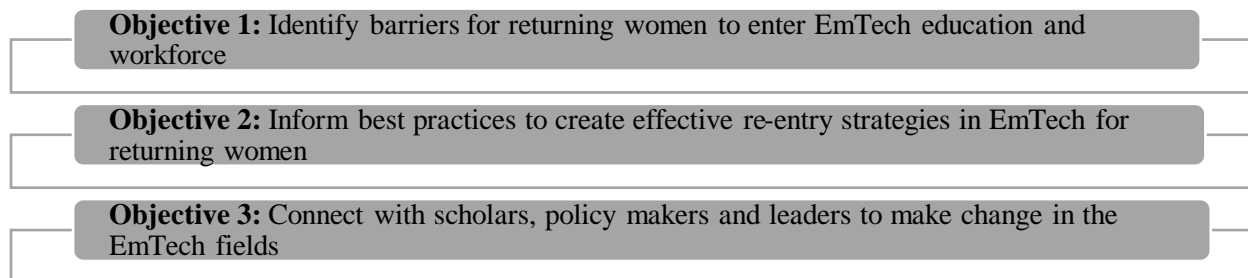 Objective 1: Identify barriers for returning women to enter EmTech education and
workforce
Objective 2: Inform best practices to create effective re-entry strategies in EmTech for
returning women
Objective 3: Connect with scholars, policy makers and leaders to make change in the
EmTech fields